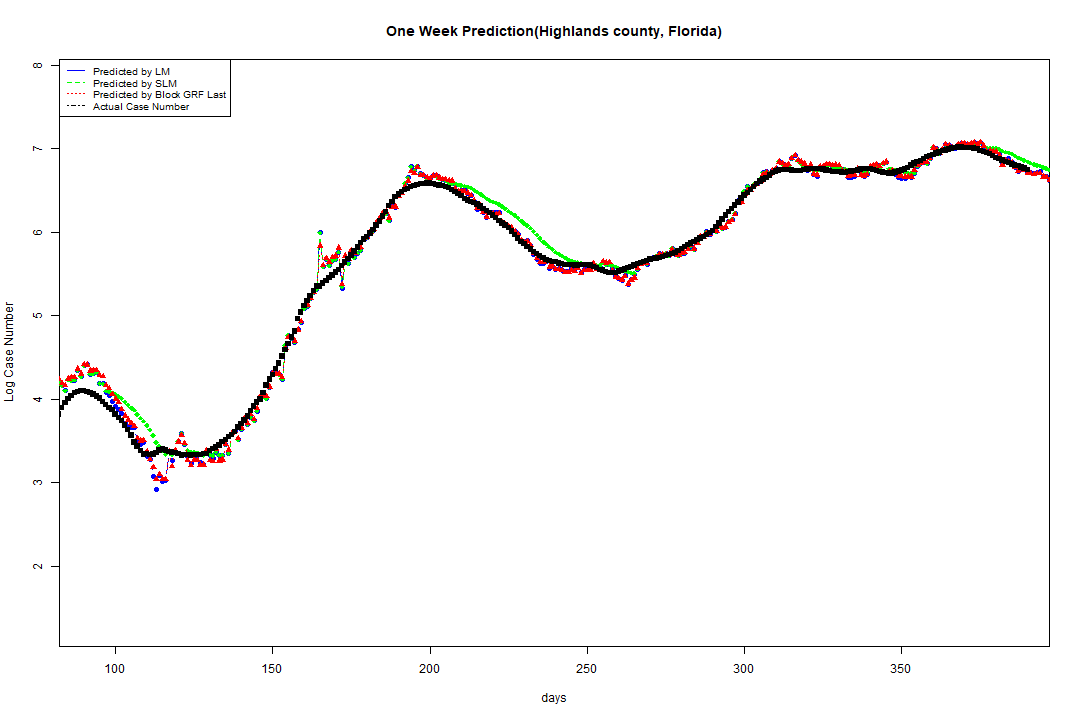 One Week Prediction(Highlands county, Florida)
Predicted by LM
Predicted by SLM
Predicted by Block GRF Last
Actual Case Number
8
7
6
5
4
3
2
Log Case Number
100 150 200 250 300 350
days